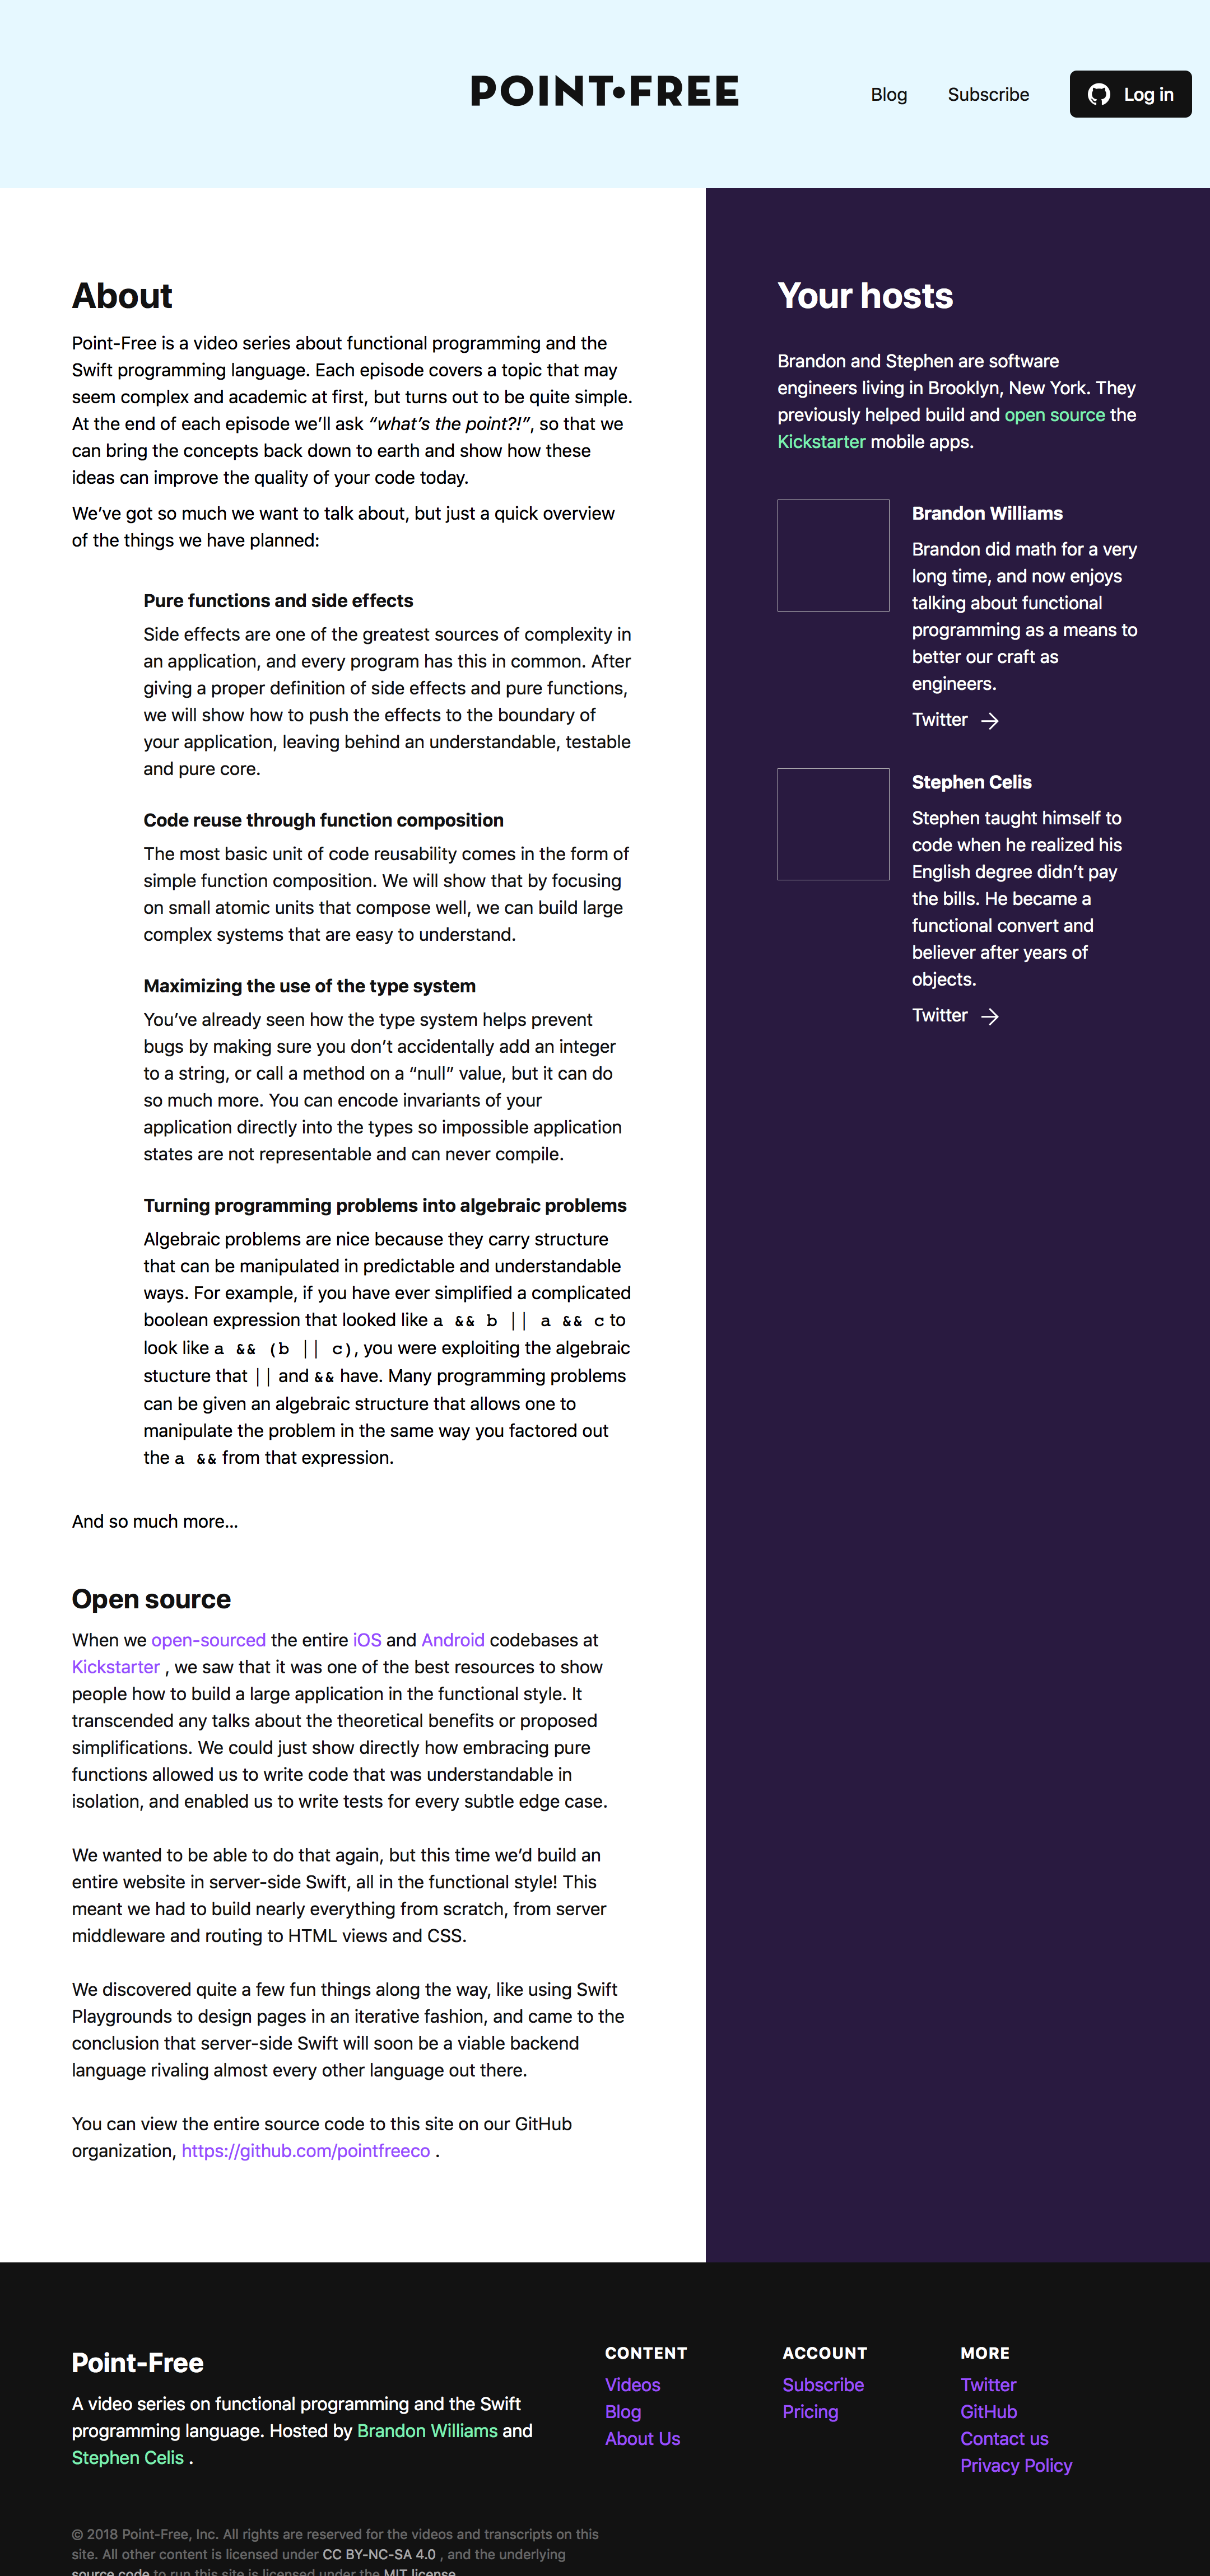 POINT•FREE
Blog
Subscribe
Log in
About
Point-Free is a video series about functional programming and the
Swift programming language. Each episode covers a topic that may
seem complex and academic at first, but turns out to be quite simple.
At the end of each episode we’ll ask “what’s the point?!”, so that we
can bring the concepts back down to earth and show how these
ideas can improve the quality of your code today.
We’ve got so much we want to talk about, but just a quick overview
of the things we have planned:
Pure functions and side effects
Side effects are one of the greatest sources of complexity in
an application, and every program has this in common. After
giving a proper definition of side effects and pure functions,
we will show how to push the effects to the boundary of
your application, leaving behind an understandable, testable
and pure core.
Code reuse through function composition
The most basic unit of code reusability comes in the form of
simple function composition. We will show that by focusing
on small atomic units that compose well, we can build large
complex systems that are easy to understand.
Maximizing the use of the type system
You’ve already seen how the type system helps prevent
bugs by making sure you don’t accidentally add an integer
to a string, or call a method on a “null” value, but it can do
so much more. You can encode invariants of your
application directly into the types so impossible application
states are not representable and can never compile.
Turning programming problems into algebraic problems
Algebraic problems are nice because they carry structure
that can be manipulated in predictable and understandable
ways. For example, if you have ever simplified a complicated
boolean expression that looked like a && b || a && c to
look like a && (b || c), you were exploiting the algebraic
stucture that || and && have. Many programming problems
can be given an algebraic structure that allows one to
manipulate the problem in the same way you factored out
the a && from that expression.
And so much more…
Open source
When we open-sourced the entire iOS and Android codebases at
Kickstarter , we saw that it was one of the best resources to show
people how to build a large application in the functional style. It
transcended any talks about the theoretical benefits or proposed
simplifications. We could just show directly how embracing pure
functions allowed us to write code that was understandable in
isolation, and enabled us to write tests for every subtle edge case.
We wanted to be able to do that again, but this time we’d build an
entire website in server-side Swift, all in the functional style! This
meant we had to build nearly everything from scratch, from server
middleware and routing to HTML views and CSS.
We discovered quite a few fun things along the way, like using Swift
Playgrounds to design pages in an iterative fashion, and came to the
conclusion that server-side Swift will soon be a viable backend
language rivaling almost every other language out there.
You can view the entire source code to this site on our GitHub
organization, https://github.com/pointfreeco .
Your hosts
Brandon and Stephen are software
engineers living in Brooklyn, New York. They
previously helped build and open source the
Kickstarter mobile apps.
Brandon Williams
Brandon did math for a very
long time, and now enjoys
talking about functional
programming as a means to
better our craft as
engineers.
Twitter
Stephen Celis
Stephen taught himself to
code when he realized his
English degree didn’t pay
the bills. He became a
functional convert and
believer after years of
objects.
Twitter
Point-Free
A video series on functional programming and the Swift
programming language. Hosted by Brandon Williams and
Stephen Celis .
CONTENT
Videos
Blog
About Us
ACCOUNT
Subscribe
Pricing
MORE
Twitter
GitHub
Contact us
Privacy Policy
© 2018 Point-Free, Inc. All rights are reserved for the videos and transcripts on this
site. All other content is licensed under CC BY-NC-SA 4.0 , and the underlying
source code to run this site is licensed under the MIT license